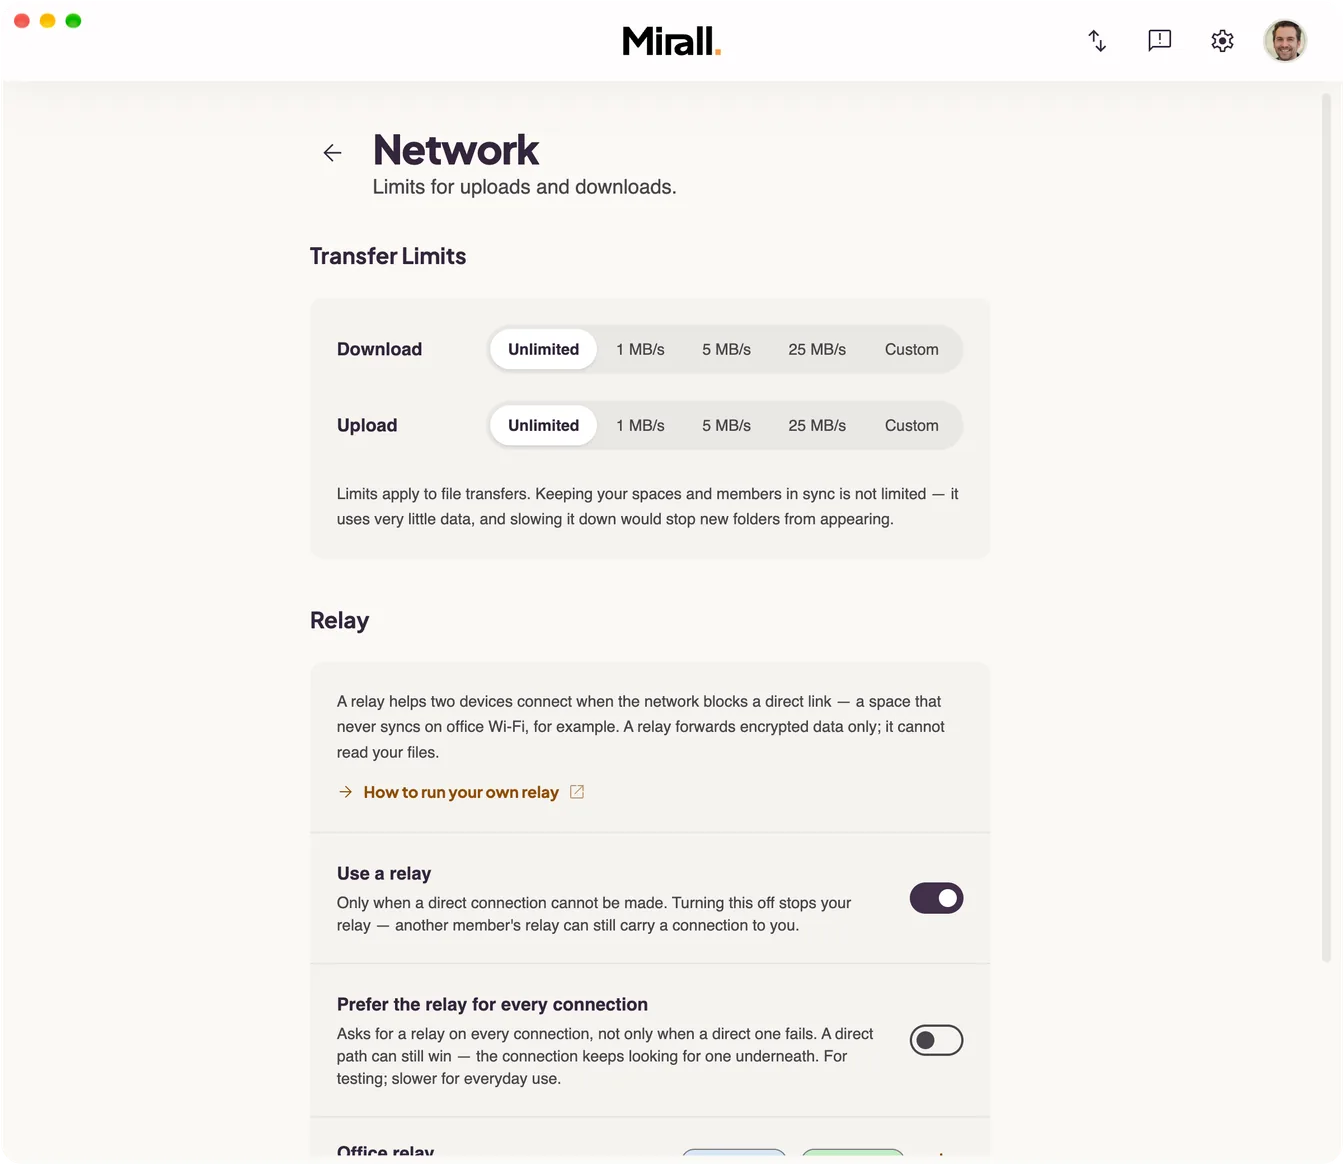 Mirall.
Network
Limits for uploads and downloads.
Transfer Limits
Download Unlimited 1 MB/s 5 MB/s 25 MB/s Custom
Upload Unlimited 1 MB/s 5 MB/s 25 MB/s Custom
Limits apply to file transfers. Keeping your spaces and members in sync is not limited — it
uses very little data, and slowing it down would stop new folders from appearing.
Relay
A relay helps two devices connect when the network blocks a direct link — a space that
never syncs on office Wi-Fi, for example. A relay forwards encrypted data only; it cannot
read your files.
How to run your own relay
Use a relay
Only when a direct connection cannot be made. Turning this off stops your
relay — another member's relay can still carry a connection to you.
Prefer the relay for every connection
Asks for a relay on every connection, not only when a direct one fails. A direct
path can still win — the connection keeps looking for one underneath. For
testing; slower for everyday use.
Office relay